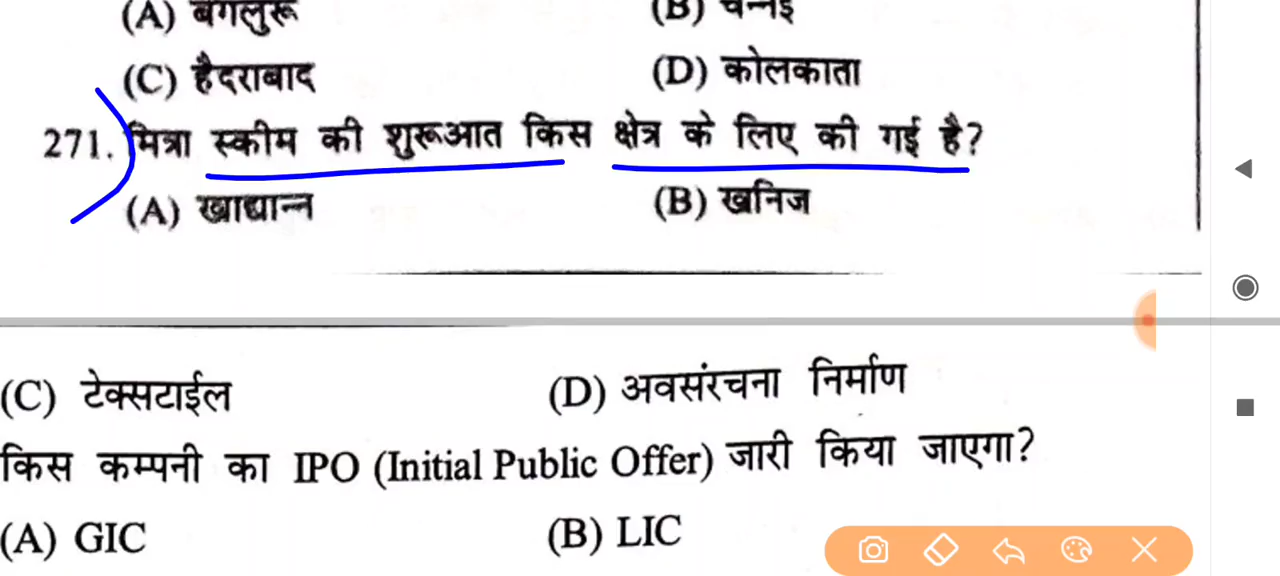 (A) बंगलुरू (B) चेन्नई
(C) हैदराबाद (D) कोलकाता
271. मित्रा स्कीम की शुरूआत किस क्षेत्र के लिए की गई है?
(A) खाद्यान्न (B) खनिज
(C) टेक्सटाईल (D) अवसंरचना निर्माण
किस कम्पनी का IPO (Initial Public Offer) जारी किया जाएगा?
(A) GIC (B) LIC